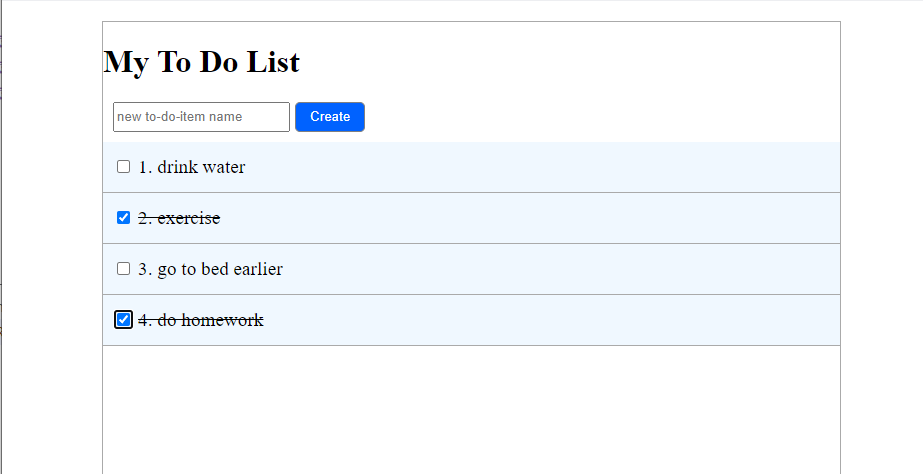 My To Do List
new to-do-item name Create
1. drink water
2. exercise
3. go to bed earlier
4. do homework